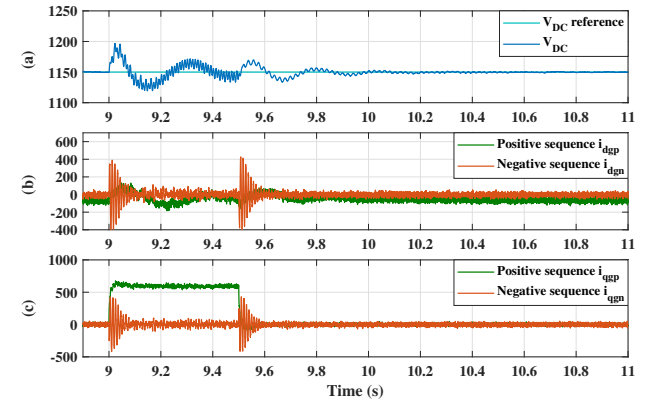 1250
1200
1150
1100
(a)
V_DC reference
V_DC
9 9.2 9.4 9.6 9.8 10 10.2 10.4 10.6 10.8 11
600
400
200
0
-200
-400
(b)
Positive sequence i_dgp
Negative sequence i_dgn
9 9.2 9.4 9.6 9.8 10 10.2 10.4 10.6 10.8 11
1000
500
0
-500
(c)
Positive sequence i_qgp
Negative sequence i_qgn
9 9.2 9.4 9.6 9.8 10 10.2 10.4 10.6 10.8 11
Time (s)